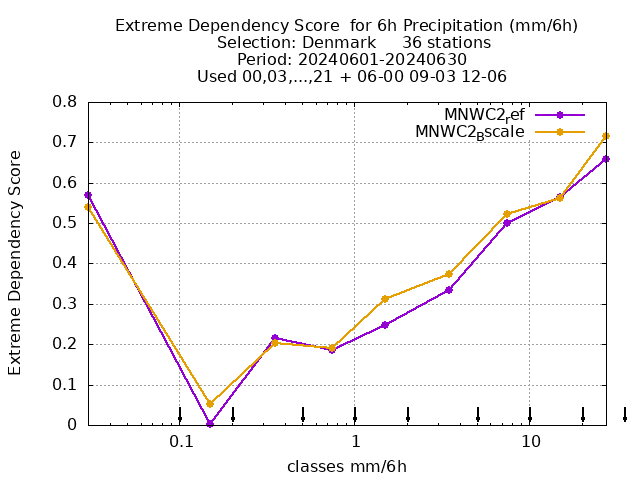 Extreme Dependency Score  for 6h Precipitation (mm/6h)
Selection: Denmark     36 stations
Period: 20240601-20240630
Used 00,03,...,21 + 06-00 09-03 12-06
MNWC2_ref
MNWC2_Bscale
Extreme Dependency Score
0.8
0.7
0.6
0.5
0.4
0.3
0.2
0.1
0
0.1 1 10
classes mm/6h